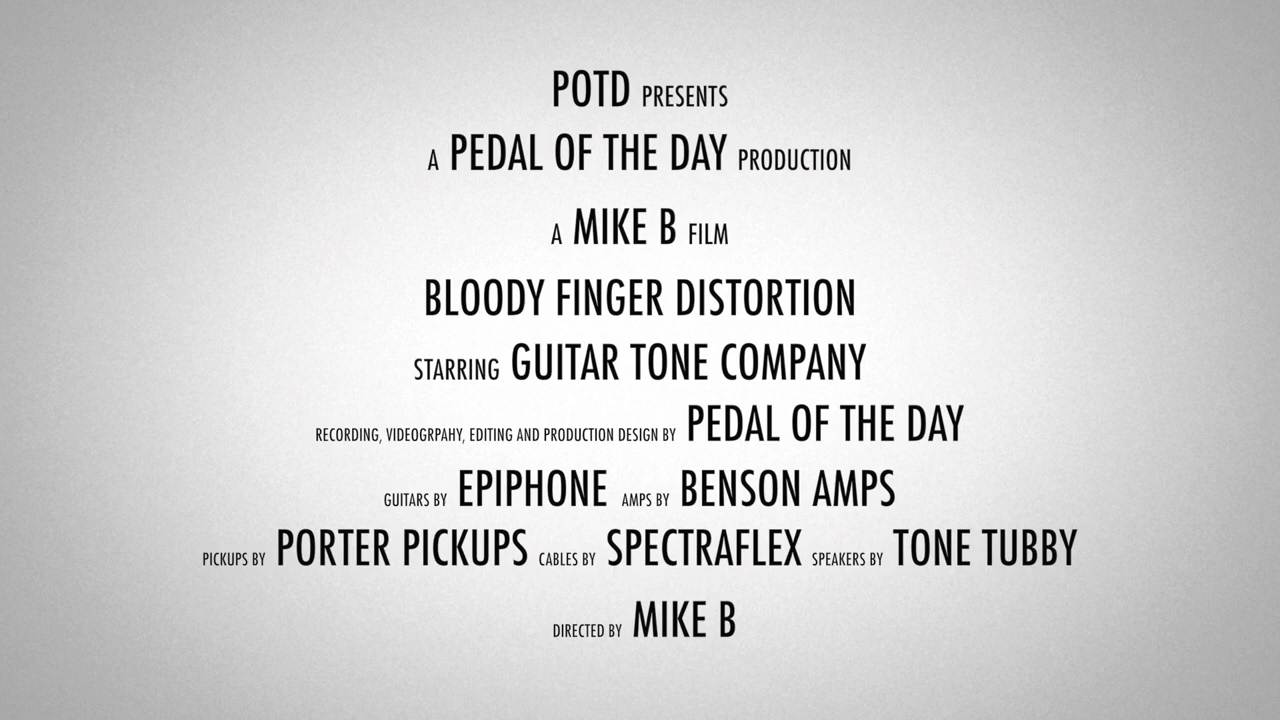 POTD PRESENTS
A PEDAL OF THE DAY PRODUCTION
A MIKE B FILM
BLOODY FINGER DISTORTION
STARRING GUITAR TONE COMPANY
RECORDING, VIDEOGRPAHY, EDITING AND PRODUCTION DESIGN BY PEDAL OF THE DAY
GUITARS BY EPIPHONE AMPS BY BENSON AMPS
PICKUPS BY PORTER PICKUPS CABLES BY SPECTRAFLEX SPEAKERS BY TONE TUBBY
DIRECTED BY MIKE B